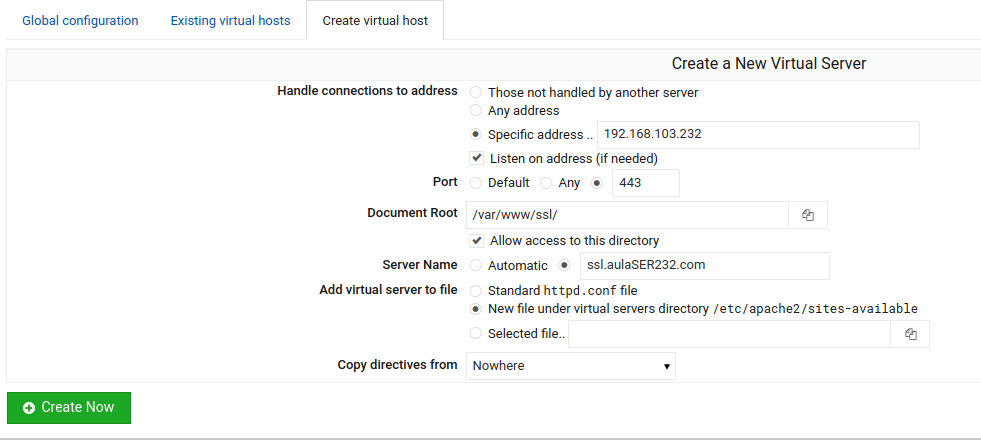 Global configuration Existing virtual hosts Create virtual host
Create a New Virtual Server
Handle connections to address Those not handled by another server
Any address
Specific address .. 192.168.103.232
Listen on address (if needed)
Port Default Any 443
Document Root /var/www/ssl/
Allow access to this directory
Server Name Automatic ssl.aulaSER232.com
Add virtual server to file Standard httpd.conf file
New file under virtual servers directory /etc/apache2/sites-available
Selected file..
Copy directives from Nowhere
Create Now